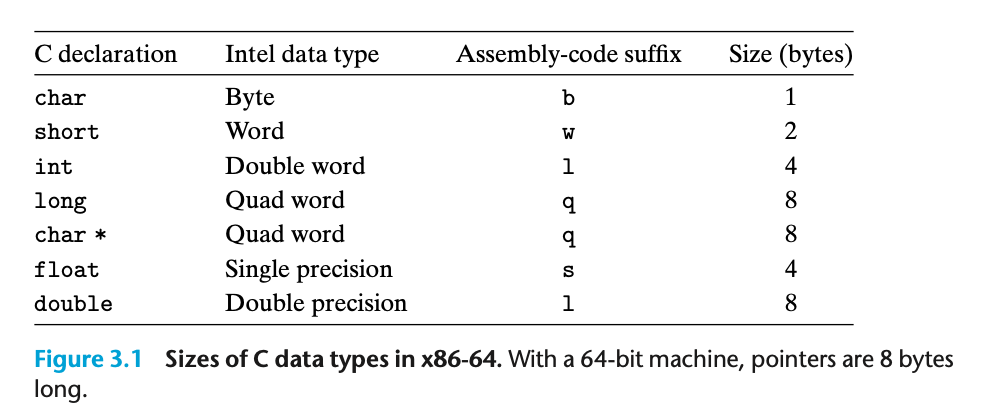 C declaration Intel data type Assembly-code suffix Size (bytes)
char Byte b 1
short Word w 2
int Double word l 4
long Quad word q 8
char * Quad word q 8
float Single precision s 4
double Double precision l 8
Figure 3.1 Sizes of C data types in x86-64. With a 64-bit machine, pointers are 8 bytes
long.